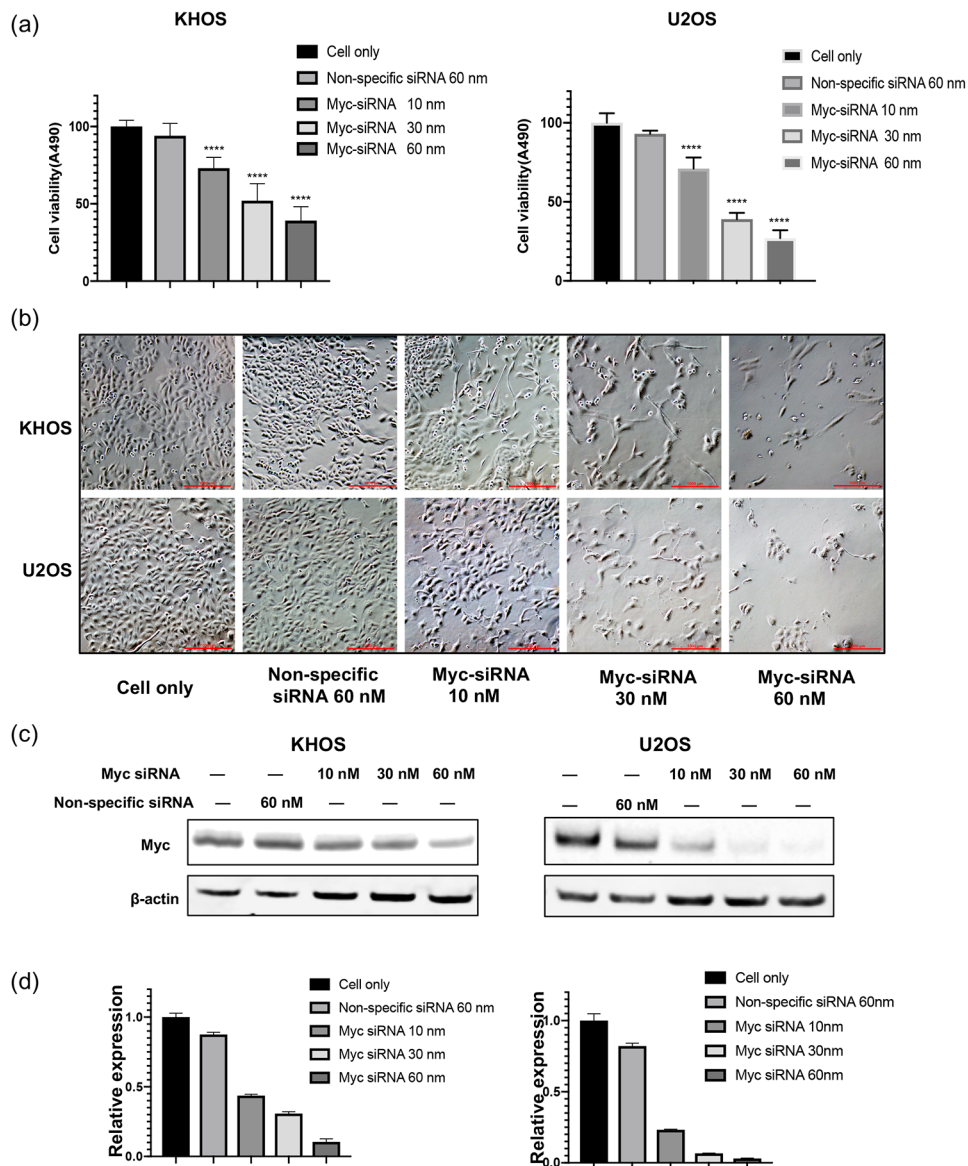 (a)
KHOS
Cell only
Non-specific siRNA 60 nm
Myc-siRNA 10 nm
Myc-siRNA 30 nm
Myc-siRNA 60 nm
Cell viability(A490)
100
50
0
****
****
****
U2OS
Cell only
Non-specific siRNA 60 nm
Myc-siRNA 10 nm
Myc-siRNA 30 nm
Myc-siRNA 60 nm
Cell viability(A490)
100
50
0
****
****
****
(b)
KHOS
U2OS
Cell only
Non-specific
siRNA 60 nM
Myc-siRNA
10 nM
Myc-siRNA
30 nM
Myc-siRNA
60 nM
(c)
KHOS
U2OS
Myc siRNA — — 10 nM 30 nM 60 nM
— — 10 nM 30 nM 60 nM
Non-specific siRNA — 60 nM — — —
— 60 nM — — —
Myc
β-actin
(d)
Relative expression
1.0
0.5
0.0
Cell only
Non-specific siRNA 60 nm
Myc siRNA 10 nm
Myc siRNA 30 nm
Myc siRNA 60 nm
Relative expression
1.0
0.5
0.0
Cell only
Non-specific siRNA 60nm
Myc siRNA 10nm
Myc siRNA 30nm
Myc siRNA 60nm